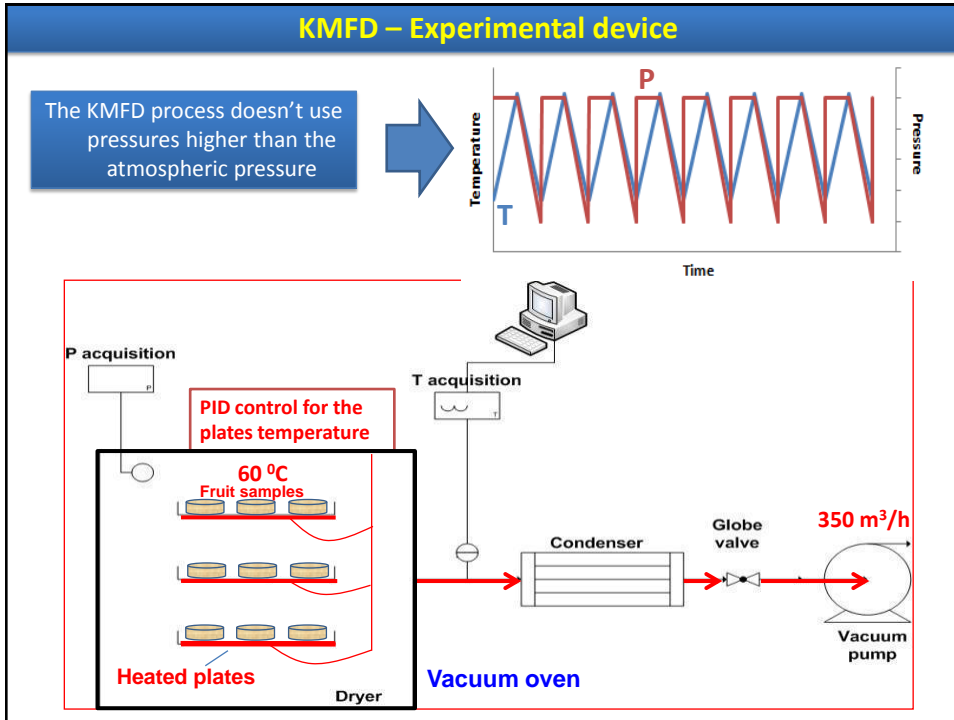 KMFD – Experimental device
The KMFD process doesn't use
pressures higher than the
atmospheric pressure
P
Temperature
Pressure
T
Time
P acquisition
P
T acquisition
T
PID control for the
plates temperature
60 ⁰C
Fruit samples
350 m³/h
Globe
valve
Condenser
Vacuum
pump
Heated plates
Vacuum oven
Dryer